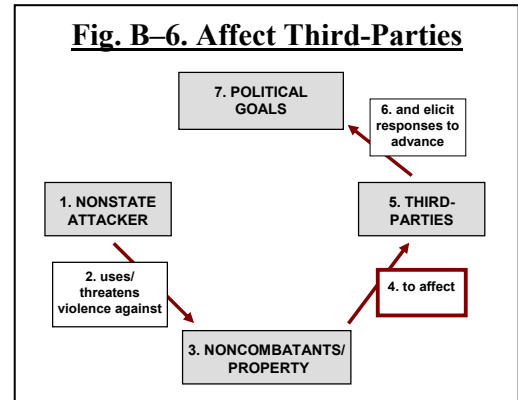 Fig. B–6. Affect Third-Parties
7. POLITICAL
GOALS
6. and elicit
responses to
advance
1. NONSTATE
ATTACKER
5. THIRD-
PARTIES
2. uses/
threatens
violence against
4. to affect
3. NONCOMBATANTS/
PROPERTY